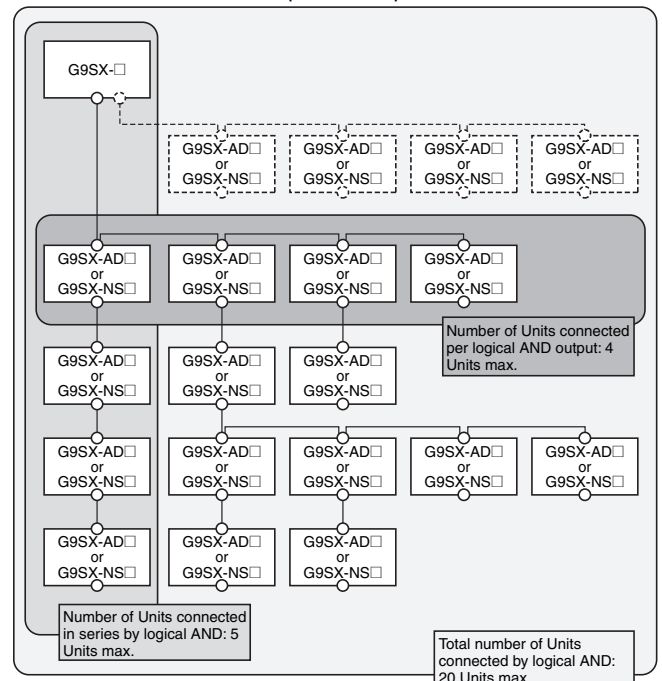 G9SX-□
G9SX-AD□
or
G9SX-NS□
G9SX-AD□
or
G9SX-NS□
G9SX-AD□
or
G9SX-NS□
G9SX-AD□
or
G9SX-NS□
G9SX-AD□
or
G9SX-NS□
G9SX-AD□
or
G9SX-NS□
G9SX-AD□
or
G9SX-NS□
G9SX-AD□
or
G9SX-NS□
Number of Units connected
per logical AND output: 4
Units max.
G9SX-AD□
or
G9SX-NS□
G9SX-AD□
or
G9SX-NS□
G9SX-AD□
or
G9SX-NS□
G9SX-AD□
or
G9SX-NS□
G9SX-AD□
or
G9SX-NS□
G9SX-AD□
or
G9SX-NS□
G9SX-AD□
or
G9SX-NS□
G9SX-AD□
or
G9SX-NS□
G9SX-AD□
or
G9SX-NS□
G9SX-AD□
or
G9SX-NS□
G9SX-AD□
or
G9SX-NS□
Number of Units connected
in series by logical AND: 5
Units max.
Total number of Units
connected by logical AND:
20 Units max.